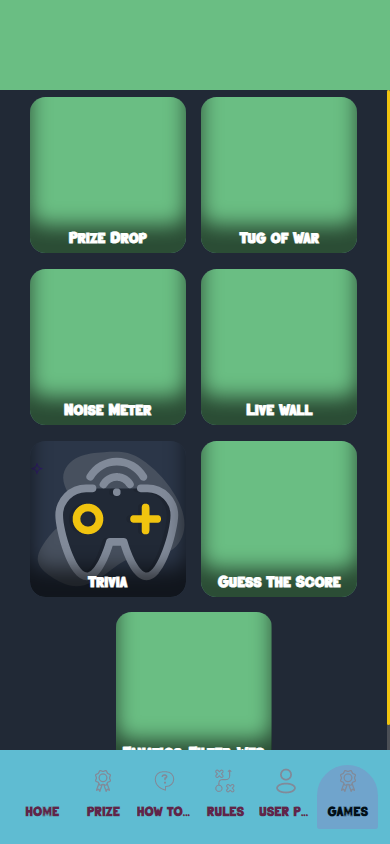 Prize Drop
Tug of War
Noise Meter
Live Wall
Trivia
Guess The Score
HOME
PRIZE
HOW TO...
RULES
USER P...
GAMES